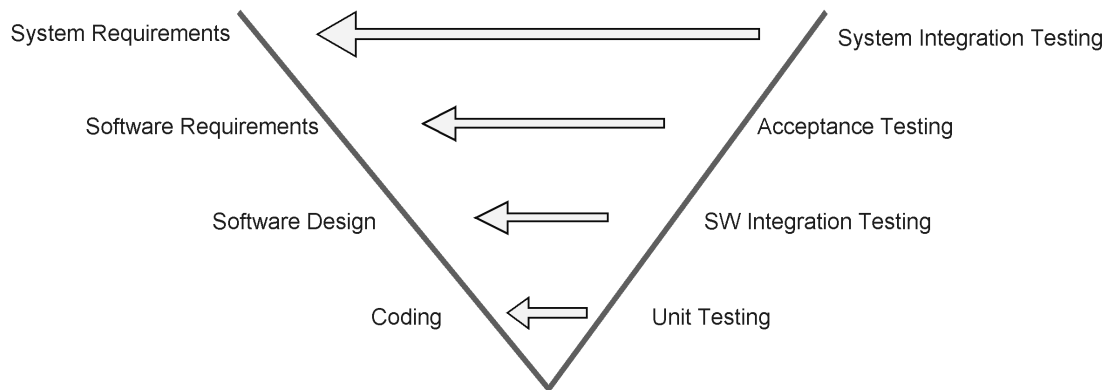 System Requirements
System Integration Testing
Software Requirements
Acceptance Testing
Software Design
SW Integration Testing
Coding
Unit Testing